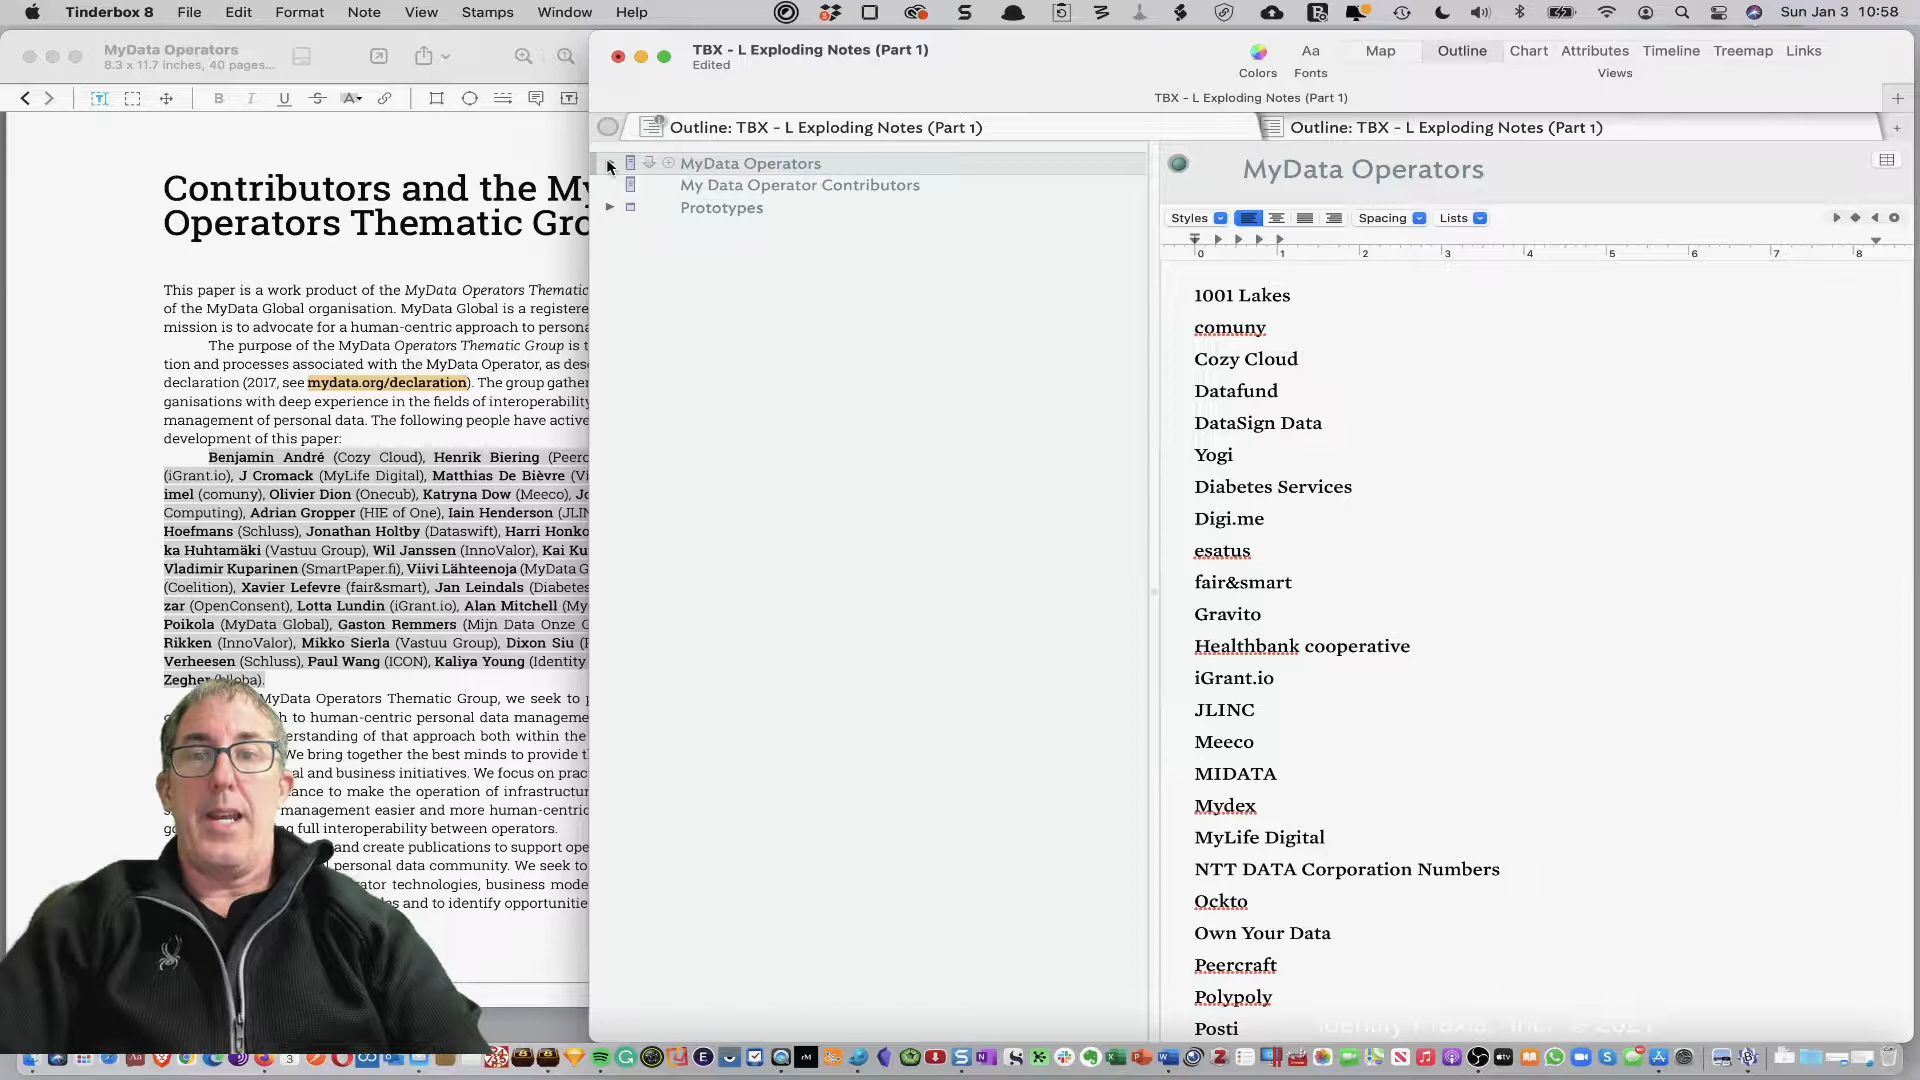 Tinderbox 8 File Edit Format Note View Stamps Window Help Sun Jan 3 10:58
MyData Operators
8.3 x 11.7 inches, 40 pages...
Contributors and the My
Operators Thematic Gro
This paper is a work product of the MyData Operators Thematic
of the MyData Global organisation. MyData Global is a registere
mission is to advocate for a human-centric approach to persona
The purpose of the MyData Operators Thematic Group is t
tion and processes associated with the MyData Operator, as des
declaration (2017, see mydata.org/declaration). The group gather
ganisations with deep experience in the fields of interoperability
management of personal data. The following people have active
development of this paper:
Benjamin André (Cozy Cloud), Henrik Biering (Peerc
(iGrant.io), J Cromack (MyLife Digital), Matthias De Bièvre (Vi
imel (comuny), Olivier Dion (Onecub), Katryna Dow (Meeco), Jo
Computing), Adrian Gropper (HIE of One), Iain Henderson (JLIN
Hoefmans (Schluss), Jonathan Holtby (Dataswift), Harri Honko
ka Huhtamäki (Vastuu Group), Wil Janssen (InnoValor), Kai Ku
Vladimir Kuparinen (SmartPaper.fi), Viivi Lähteenoja (MyData G
(Coelition), Xavier Lefevre (fair&smart), Jan Leindals (Diabetes
zar (OpenConsent), Lotta Lundin (iGrant.io), Alan Mitchell (My
Poikola (MyData Global), Gaston Remmers (Mijn Data Onze G
Rikken (InnoValor), Mikko Sierla (Vastuu Group), Dixon Siu (P
Verheesen (Schluss), Paul Wang (ICON), Kaliya Young (Identity
Zegher
MyData Operators Thematic Group, we seek to p
h to human-centric personal data manageme
erstanding of that approach both within the
We bring together the best minds to provide t
al and business initiatives. We focus on prac
ance to make the operation of infrastructur
management easier and more human-centric
g full interoperability between operators.
and create publications to support ope
personal data community. We seek to
ator technologies, business mode
es and to identify opportunitie
TBX - L Exploding Notes (Part 1)
Edited
Colors
Aa
Fonts
Map Outline Chart Attributes Timeline Treemap Links
Views
TBX - L Exploding Notes (Part 1)
Outline: TBX - L Exploding Notes (Part 1)
Outline: TBX - L Exploding Notes (Part 1)
MyData Operators
My Data Operator Contributors
Prototypes
MyData Operators
Styles Spacing Lists
0 1 2 3 4 5 6 7 8
1001 Lakes
comuny
Cozy Cloud
Datafund
DataSign Data
Yogi
Diabetes Services
Digi.me
esatus
fair&smart
Gravito
Healthbank cooperative
iGrant.io
JLINC
Meeco
MIDATA
Mydex
MyLife Digital
NTT DATA Corporation Numbers
Ockto
Own Your Data
Peercraft
Polypoly
Posti